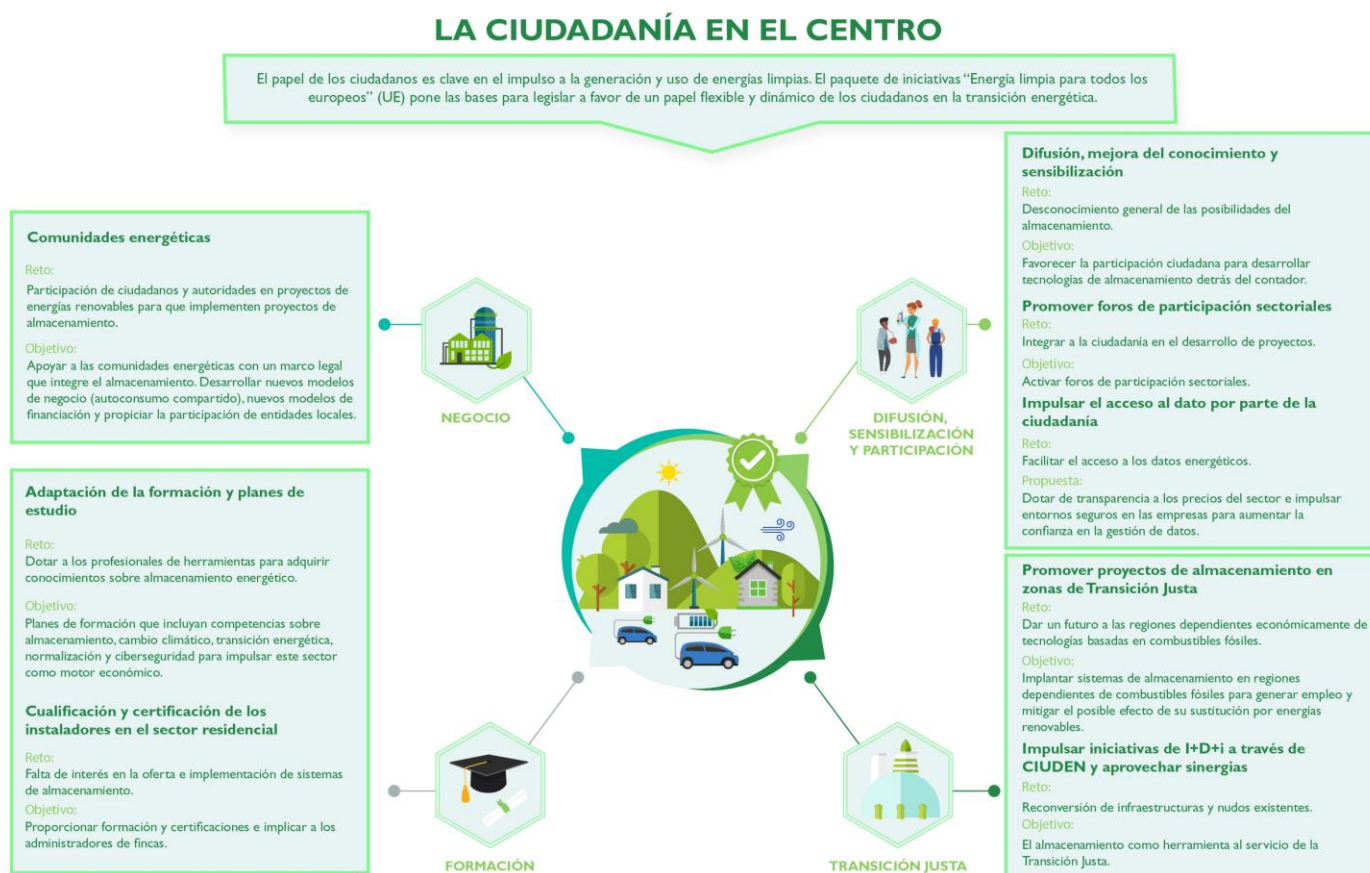 LA CIUDADANÍA EN EL CENTRO
El papel de los ciudadanos es clave en el impulso a la generación y uso de energías limpias. El paquete de iniciativas “Energía limpia para todos los
europeos” (UE) pone las bases para legislar a favor de un papel flexible y dinámico de los ciudadanos en la transición energética.
Comunidades energéticas
Reto:
Participación de ciudadanos y autoridades en proyectos de
energías renovables para que implementen proyectos de
almacenamiento.
Objetivo:
Apoyar a las comunidades energéticas con un marco legal
que integre el almacenamiento. Desarrollar nuevos modelos
de negocio (autoconsumo compartido), nuevos modelos de
financiación y propiciar la participación de entidades locales.
NEGOCIO
Adaptación de la formación y planes de
estudio
Reto:
Dotar a los profesionales de herramientas para adquirir
conocimientos sobre almacenamiento energético.
Objetivo:
Planes de formación que incluyan competencias sobre
almacenamiento, cambio climático, transición energética,
normalización y ciberseguridad para impulsar este sector
como motor económico.
Cualificación y certificación de los
instaladores en el sector residencial
Reto:
Falta de interés en la oferta e implementación de sistemas
de almacenamiento.
Objetivo:
Proporcionar formación y certificaciones e implicar a los
administradores de fincas.
FORMACIÓN
DIFUSIÓN,
SENSIBILIZACIÓN
Y PARTICIPACIÓN
Difusión, mejora del conocimiento y
sensibilización
Reto:
Desconocimiento general de las posibilidades del
almacenamiento.
Objetivo:
Favorecer la participación ciudadana para desarrollar
tecnologías de almacenamiento detrás del contador.
Promover foros de participación sectoriales
Reto:
Integrar a la ciudadanía en el desarrollo de proyectos.
Objetivo:
Activar foros de participación sectoriales.
Impulsar el acceso al dato por parte de la
ciudadanía
Reto:
Facilitar el acceso a los datos energéticos.
Propuesta:
Dotar de transparencia a los precios del sector e impulsar
entornos seguros en las empresas para aumentar la
confianza en la gestión de datos.
TRANSICIÓN JUSTA
Promover proyectos de almacenamiento en
zonas de Transición Justa
Reto:
Dar un futuro a las regiones dependientes económicamente de
tecnologías basadas en combustibles fósiles.
Objetivo:
Implantar sistemas de almacenamiento en regiones
dependientes de combustibles fósiles para generar empleo y
mitigar el posible efecto de su sustitución por energías
renovables.
Impulsar iniciativas de I+D+i a través de
CIUDEN y aprovechar sinergias
Reto:
Reconversión de infraestructuras y nudos existentes.
Objetivo:
El almacenamiento como herramienta al servicio de la
Transición Justa.